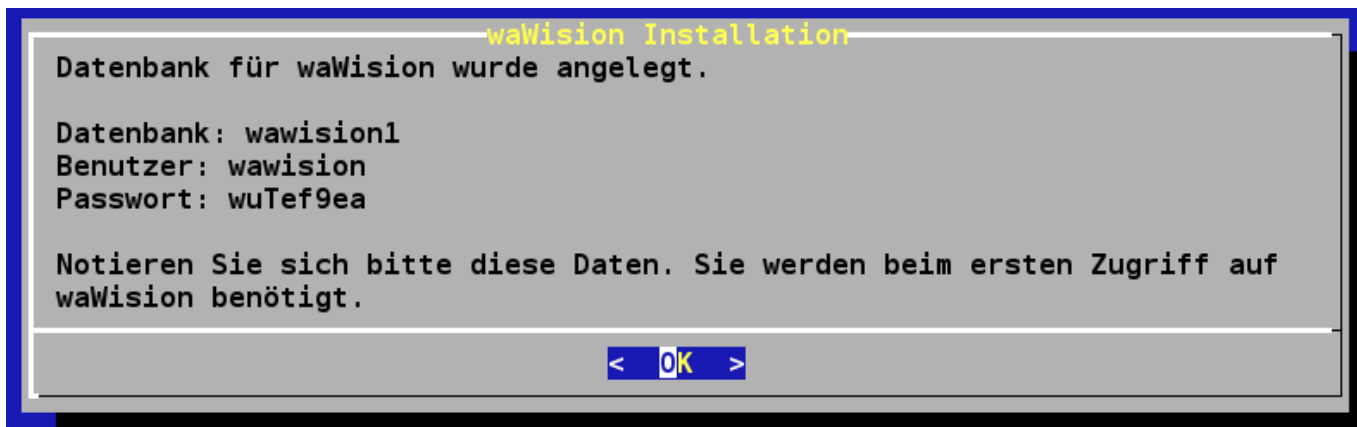 waWision Installation
Datenbank für waWision wurde angelegt.
Datenbank: wawision1
Benutzer: wawision
Passwort: wuTef9ea
Notieren Sie sich bitte diese Daten. Sie werden beim ersten Zugriff auf
waWision benötigt.
< OK >